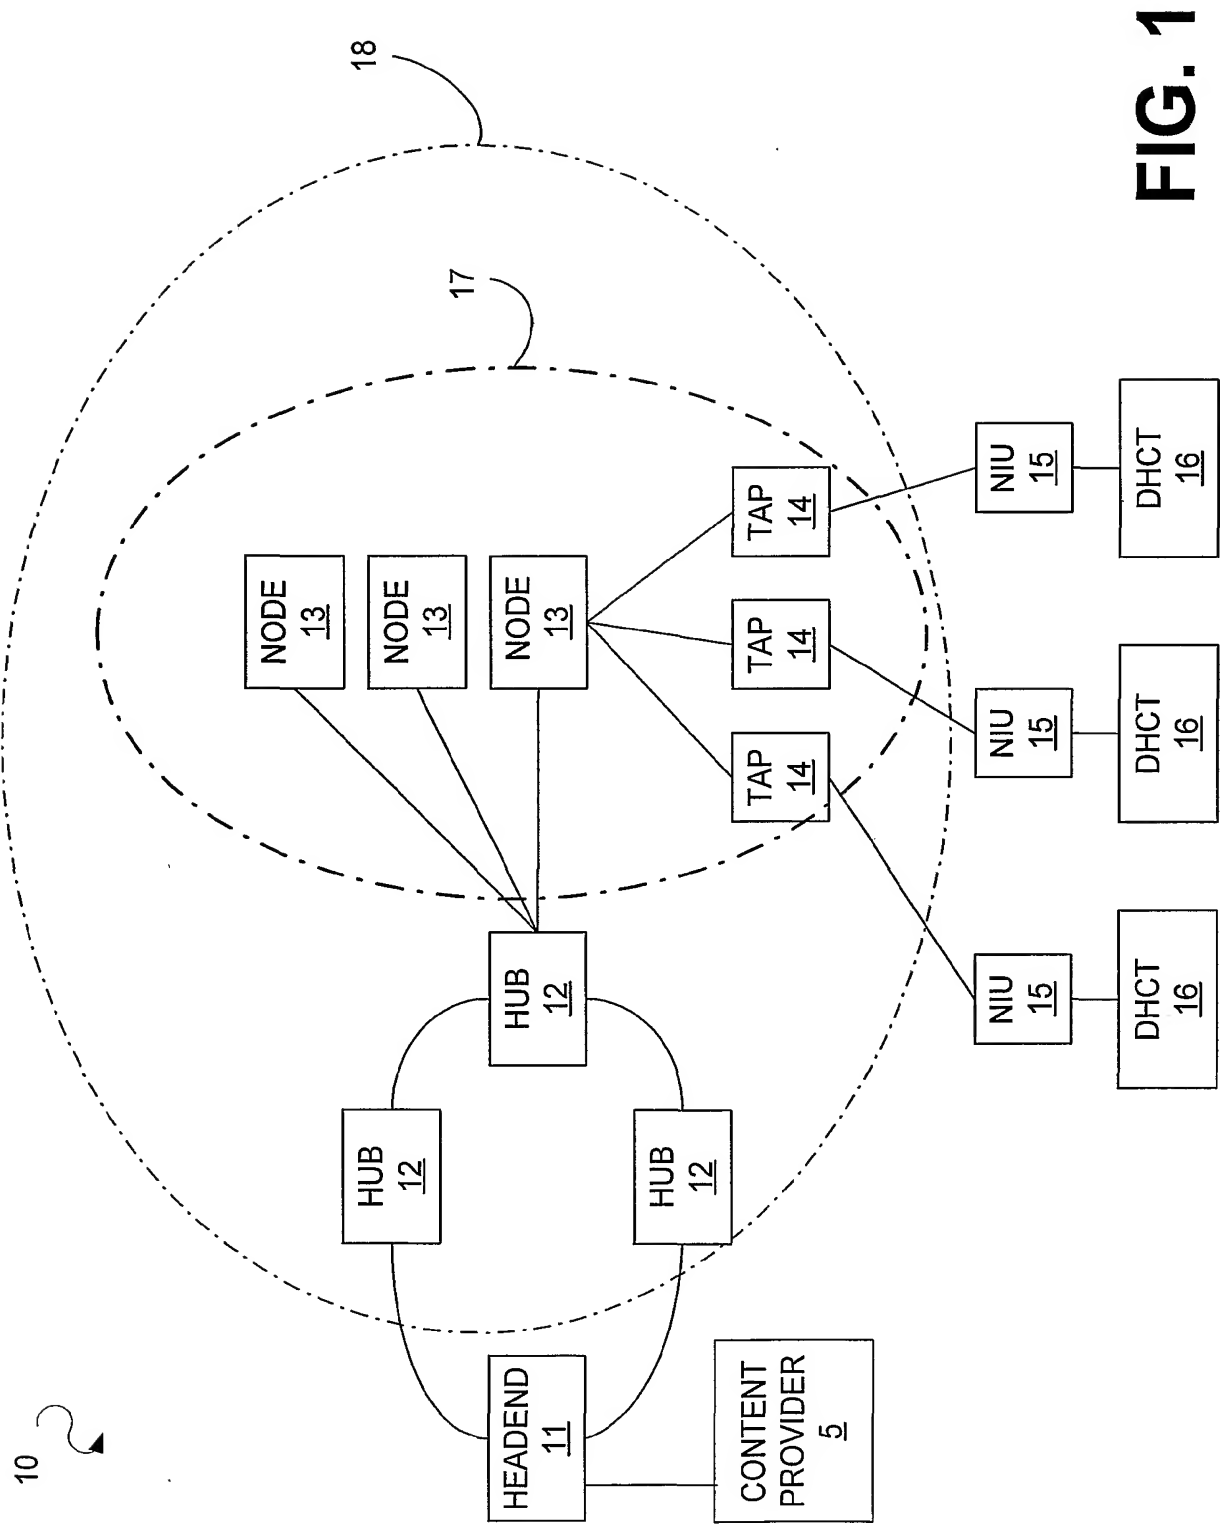 10
18
17
NODE
13
NODE
13
NODE
13
HUB
12
HUB
12
HUB
12
HEADEND
11
CONTENT
PROVIDER
5
TAP
14
TAP
14
TAP
14
NIU
15
NIU
15
NIU
15
DHCT
16
DHCT
16
DHCT
16
FIG. 1